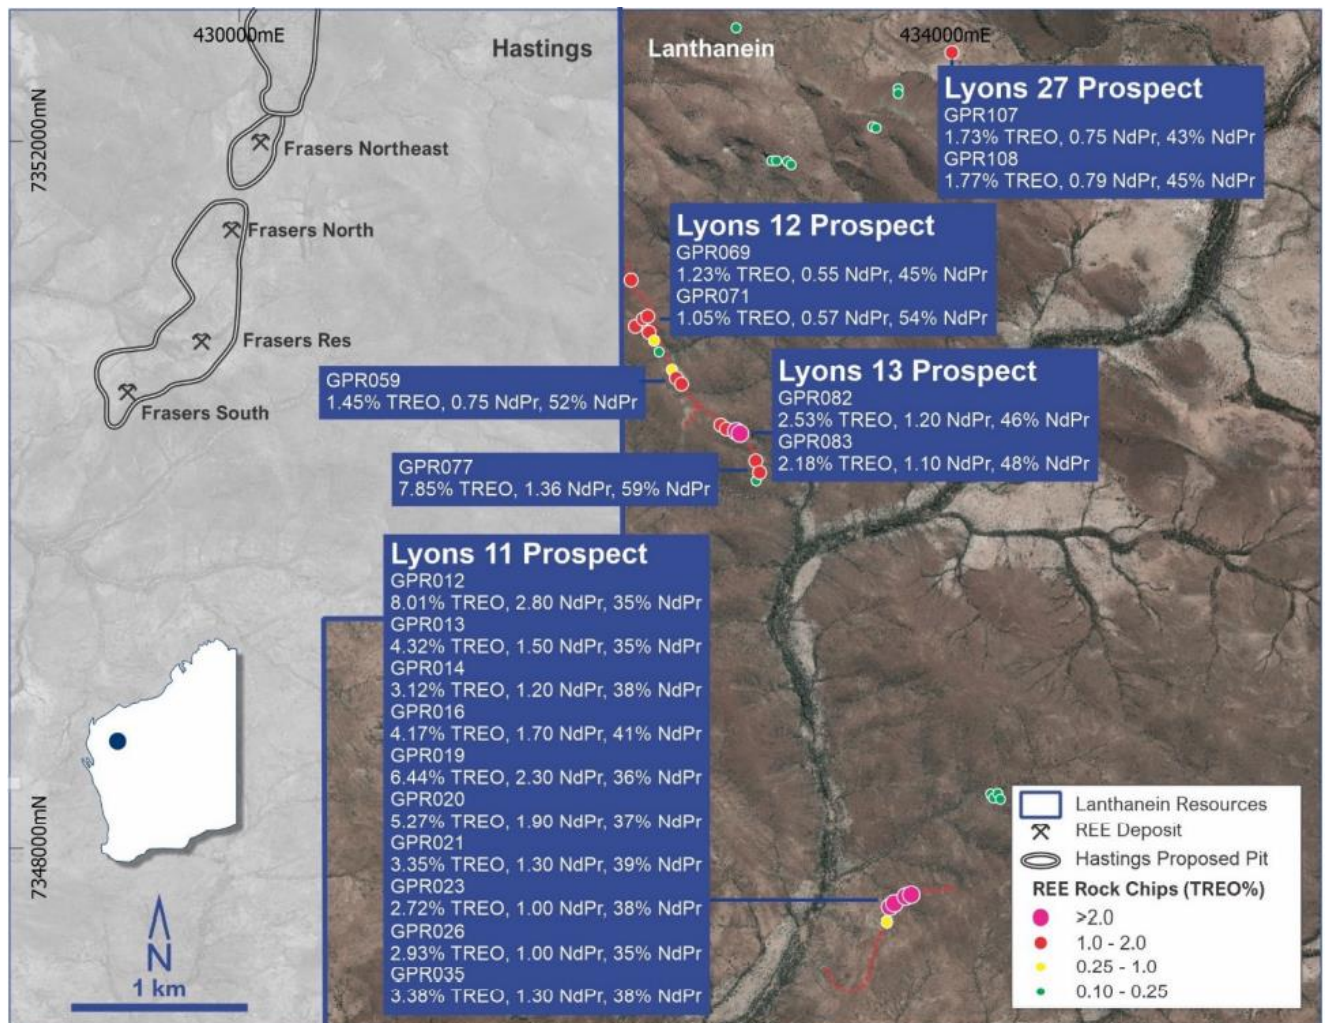 430000mE
434000mE
Hastings
Lanthanein
7352000mN
7348000mN
Frasers Northeast
Frasers North
Frasers Res
Frasers South
Lyons 27 Prospect
GPR107
1.73% TREO, 0.75 NdPr, 43% NdPr
GPR108
1.77% TREO, 0.79 NdPr, 45% NdPr
Lyons 12 Prospect
GPR069
1.23% TREO, 0.55 NdPr, 45% NdPr
GPR071
1.05% TREO, 0.57 NdPr, 54% NdPr
GPR059
1.45% TREO, 0.75 NdPr, 52% NdPr
Lyons 13 Prospect
GPR082
2.53% TREO, 1.20 NdPr, 46% NdPr
GPR083
2.18% TREO, 1.10 NdPr, 48% NdPr
GPR077
7.85% TREO, 1.36 NdPr, 59% NdPr
Lyons 11 Prospect
GPR012
8.01% TREO, 2.80 NdPr, 35% NdPr
GPR013
4.32% TREO, 1.50 NdPr, 35% NdPr
GPR014
3.12% TREO, 1.20 NdPr, 38% NdPr
GPR016
4.17% TREO, 1.70 NdPr, 41% NdPr
GPR019
6.44% TREO, 2.30 NdPr, 36% NdPr
GPR020
5.27% TREO, 1.90 NdPr, 37% NdPr
GPR021
3.35% TREO, 1.30 NdPr, 39% NdPr
GPR023
2.72% TREO, 1.00 NdPr, 38% NdPr
GPR026
2.93% TREO, 1.00 NdPr, 35% NdPr
GPR035
3.38% TREO, 1.30 NdPr, 38% NdPr
N
1 km
Lanthanein Resources
REE Deposit
Hastings Proposed Pit
REE Rock Chips (TREO%)
>2.0
1.0 - 2.0
0.25 - 1.0
0.10 - 0.25